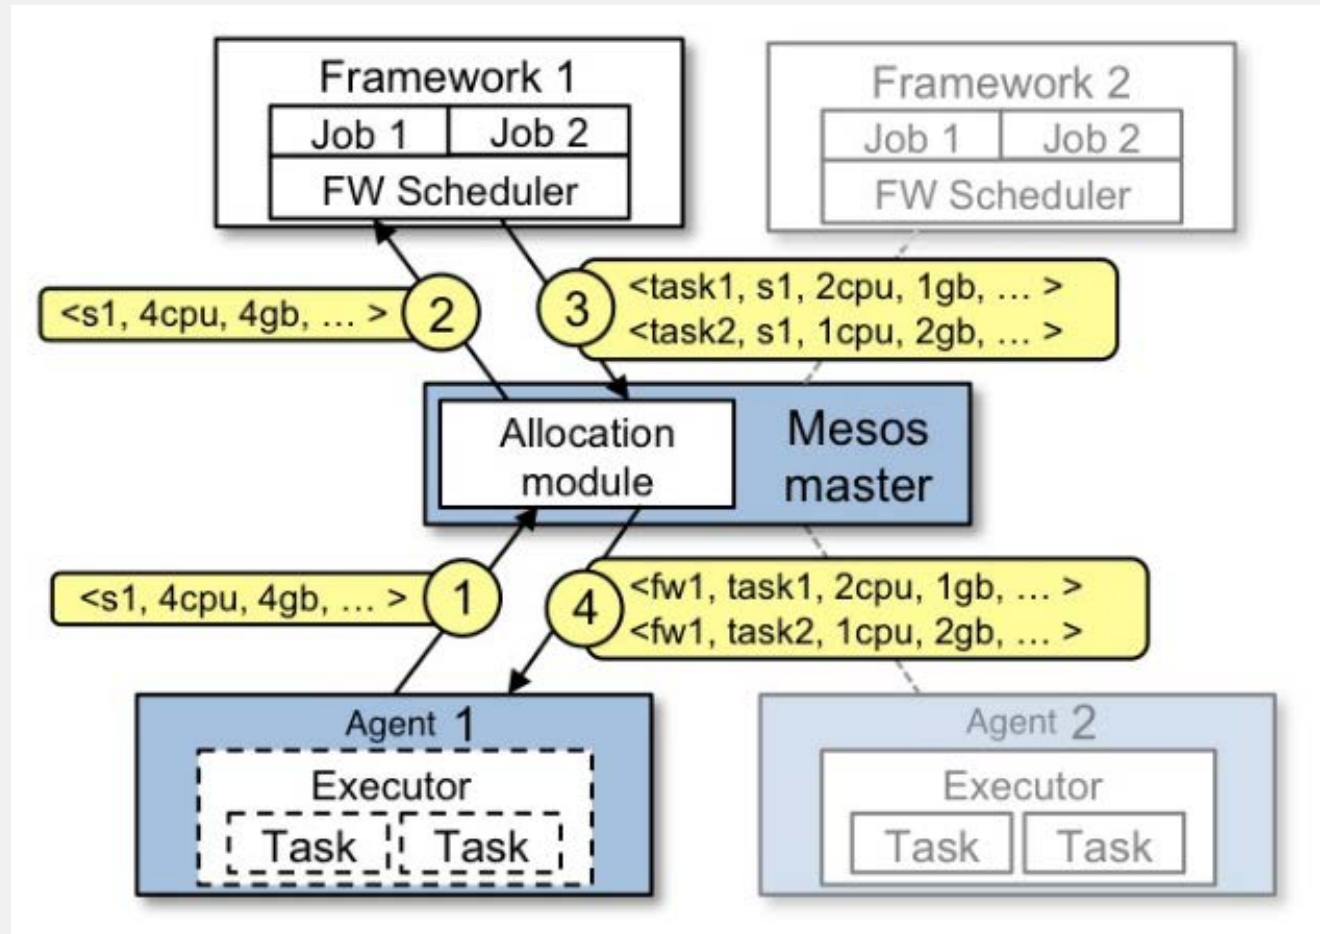 Framework 1
Job 1 Job 2
FW Scheduler
Framework 2
Job 1 Job 2
FW Scheduler
<s1, 4cpu, 4gb, … >
2
3
<task1, s1, 2cpu, 1gb, … >
<task2, s1, 1cpu, 2gb, … >
Allocation
module
Mesos
master
<s1, 4cpu, 4gb, … >
1
4
<fw1, task1, 2cpu, 1gb, … >
<fw1, task2, 1cpu, 2gb, … >
Agent 1
Executor
Task Task
Agent 2
Executor
Task Task